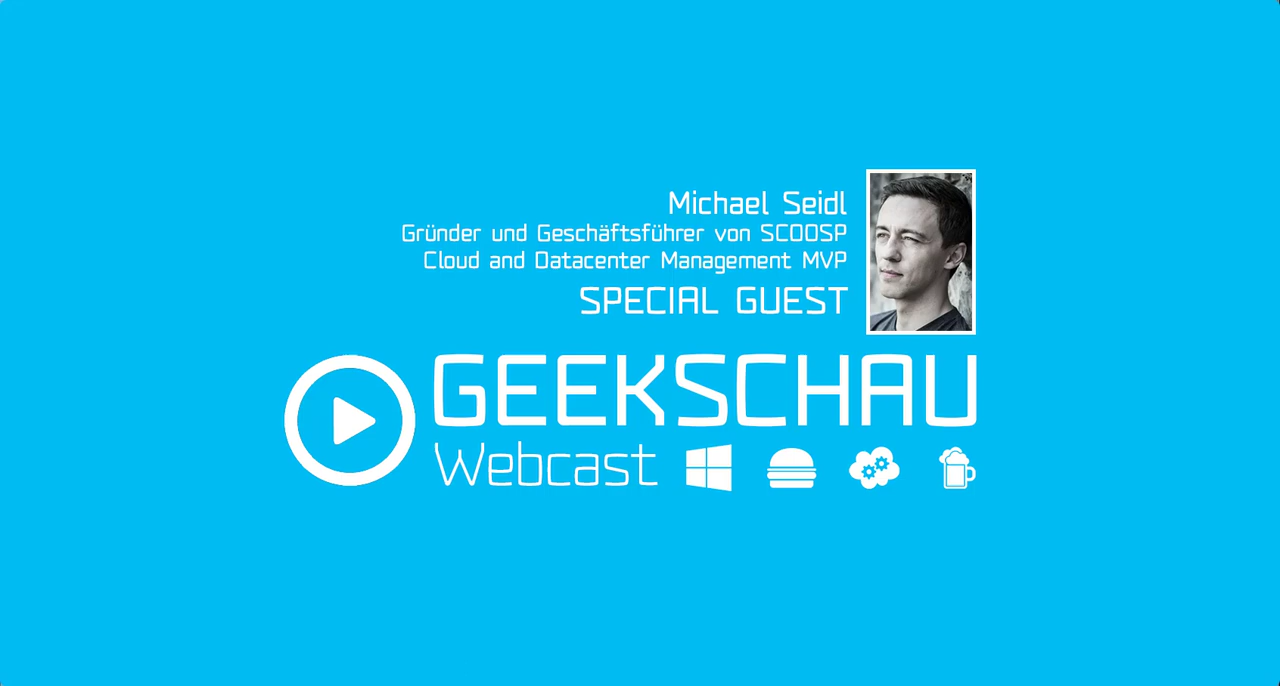 Michael Seidl
Gründer und Geschäftsführer von SCOOSP
Cloud and Datacenter Management MVP
SPECIAL GUEST
GEEKSCHAU
Webcast